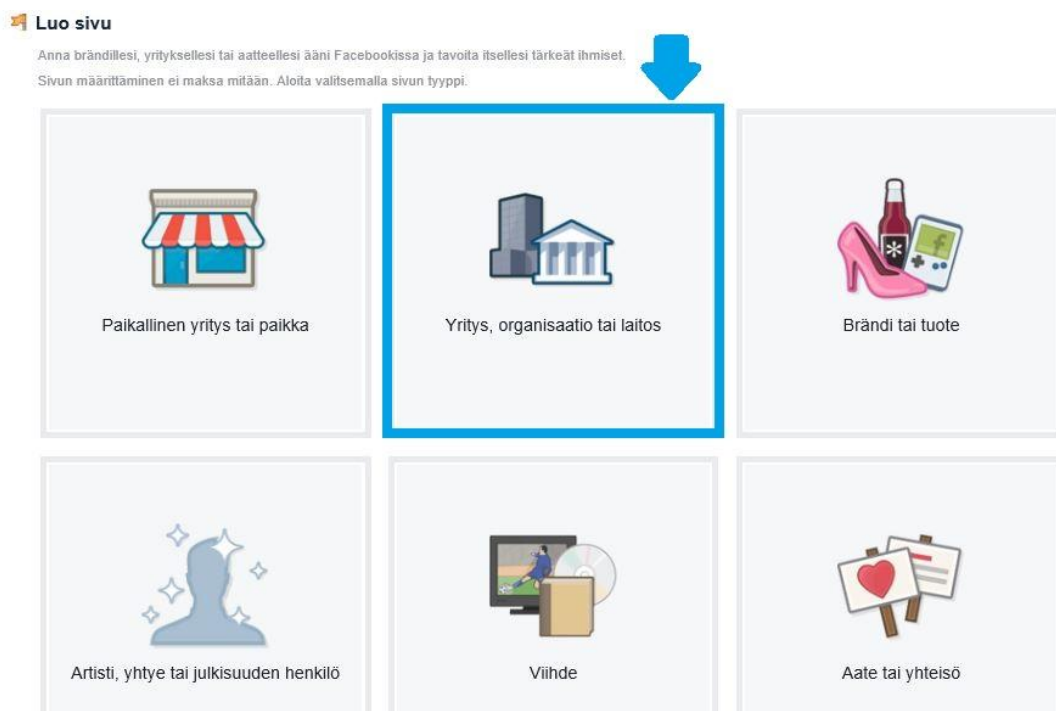 Luo sivu
Anna brändillesi, yrityksellesi tai aatteellesi ääni Facebookissa ja tavoita itsellesi tärkeät ihmiset.
Sivun määrittäminen ei maksa mitään. Aloita valitsemalla sivun tyyppi.
Paikallinen yritys tai paikka
Yritys, organisaatio tai laitos
Brändi tai tuote
Artisti, yhtye tai julkisuuden henkilö
Viihde
Aate tai yhteisö